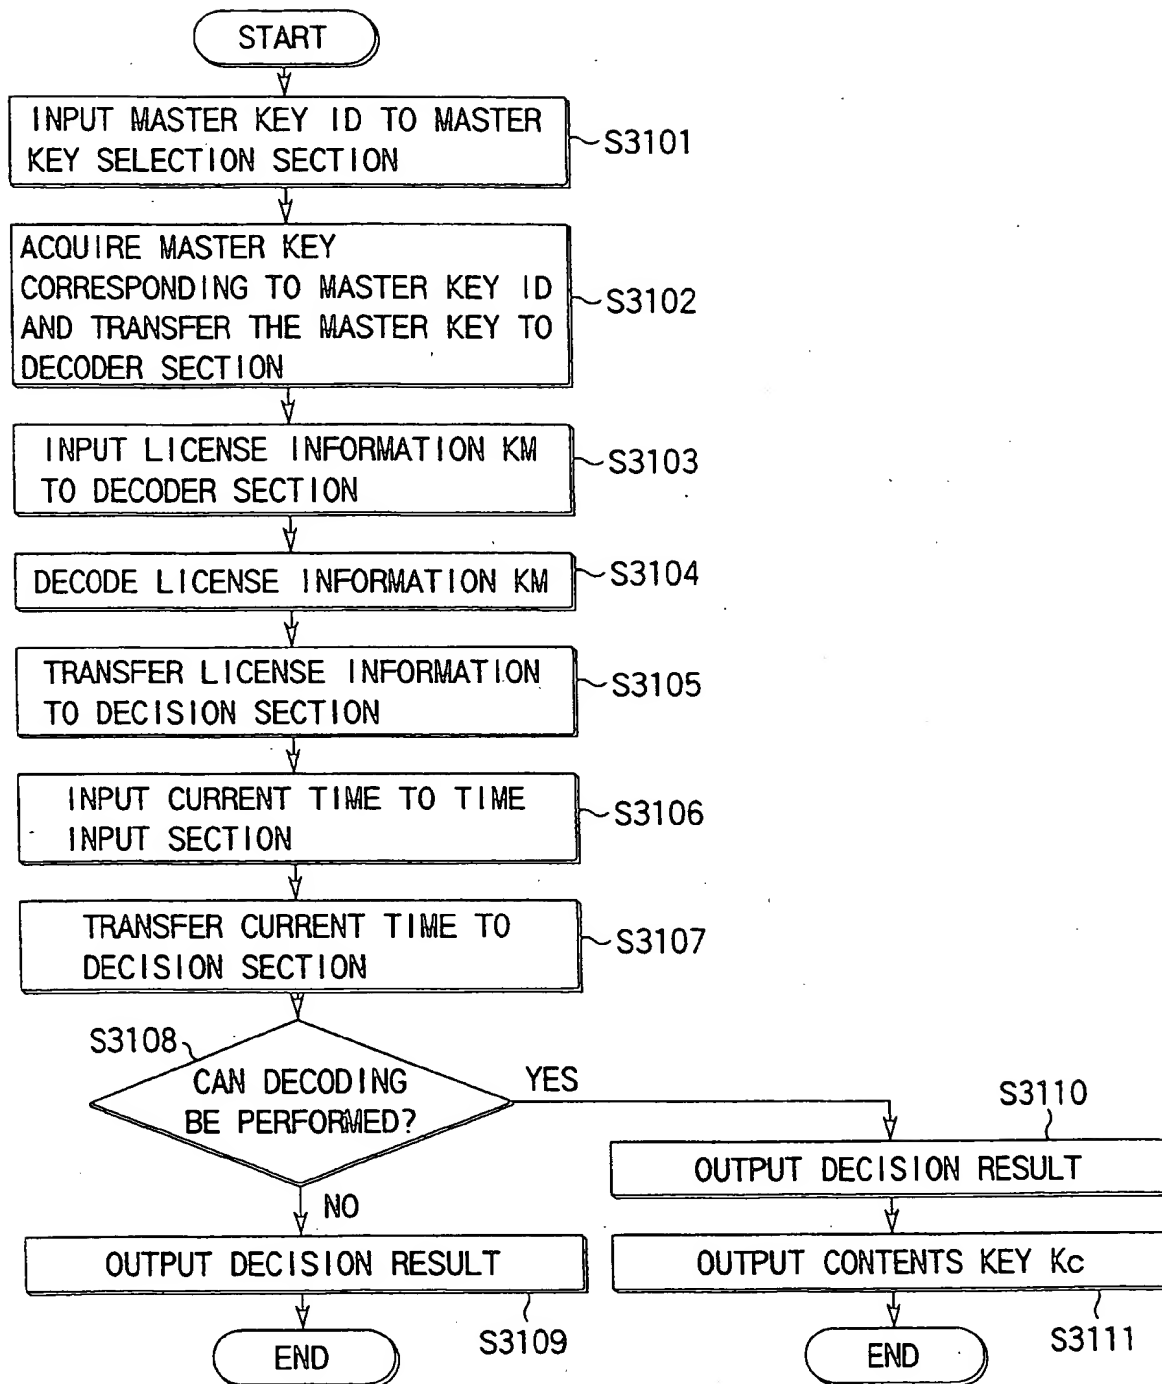 START
INPUT MASTER KEY ID TO MASTER
KEY SELECTION SECTION
S3101
ACQUIRE MASTER KEY
CORRESPONDING TO MASTER KEY ID
AND TRANSFER THE MASTER KEY TO
DECODER SECTION
S3102
INPUT LICENSE INFORMATION KM
TO DECODER SECTION
S3103
DECODE LICENSE INFORMATION KM
S3104
TRANSFER LICENSE INFORMATION
TO DECISION SECTION
S3105
INPUT CURRENT TIME TO TIME
INPUT SECTION
S3106
TRANSFER CURRENT TIME TO
DECISION SECTION
S3107
S3108
CAN DECODING
BE PERFORMED?
YES
NO
OUTPUT DECISION RESULT
S3109
END
S3110
OUTPUT DECISION RESULT
OUTPUT CONTENTS KEY Kc
S3111
END